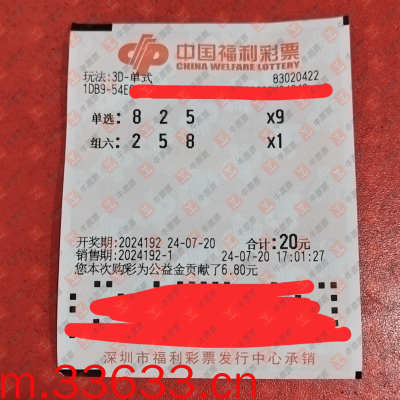 中国福利彩票
CHINA WELFARE LOTTERY
玩法:3D-单式 83020422
1DB9-54E
单选: 8 2 5 x9
组六: 2 5 8 x1
开奖期:2024192 24-07-20 合计:20元
销售期:2024192-1 24-07-20 17:01:27
您本次购彩为公益金贡献了6.80元
深圳市福利彩票发行中心承销
m.33633.cn